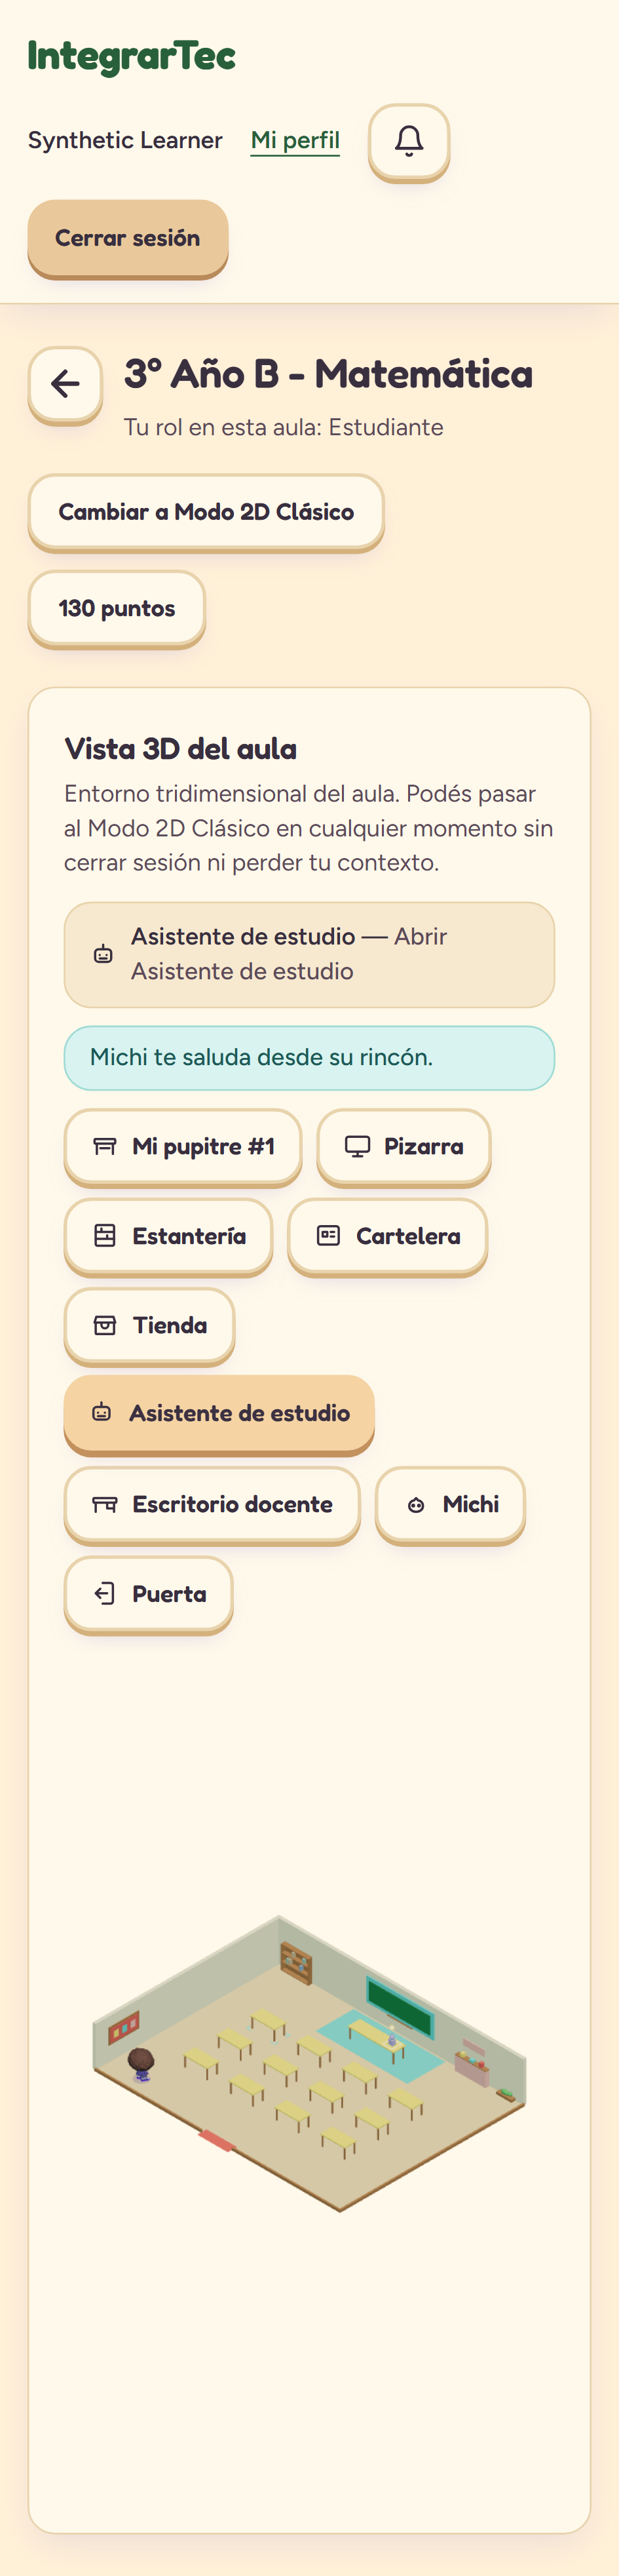 IntegrarTec
Synthetic Learner Mi perfil
Cerrar sesión
3° Año B - Matemática
Tu rol en esta aula: Estudiante
Cambiar a Modo 2D Clásico
130 puntos
Vista 3D del aula
Entorno tridimensional del aula. Podés pasar
al Modo 2D Clásico en cualquier momento sin
cerrar sesión ni perder tu contexto.
Asistente de estudio — Abrir
Asistente de estudio
Michi te saluda desde su rincón.
Mi pupitre #1 Pizarra
Estantería Cartelera
Tienda
Asistente de estudio
Escritorio docente Michi
Puerta